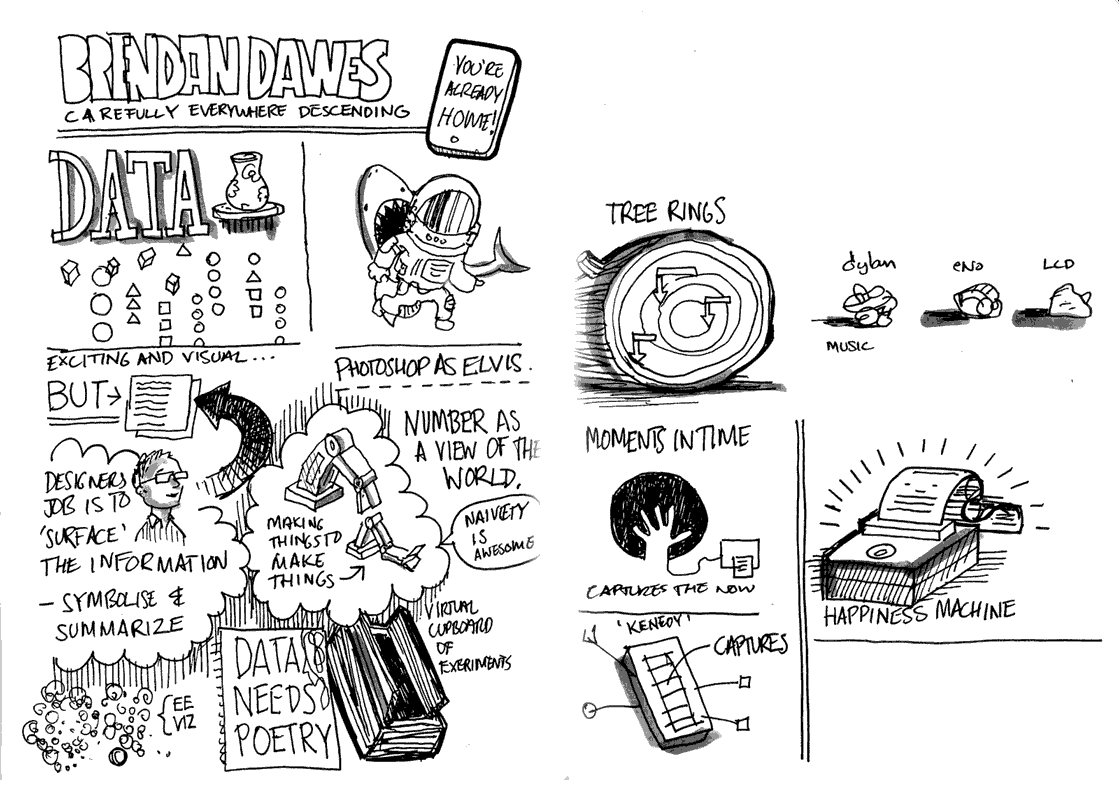 BRENDAN DAWES
CAREFULLY EVERYWHERE DESCENDING
YOU'RE
ALREADY
HOME!
DATA
EXCITING AND VISUAL...
BUT
PHOTOSHOP AS ELVIS.
DESIGNERS
JOB IS TO
'SURFACE'
THE INFORMATION
- SYMBOLISE &
SUMMARIZE
EE
VIZ
MAKING
THINGS TO
MAKE
THINGS
NUMBER AS
A VIEW OF THE
WORLD.
NAIVIETY
IS
AWESOME
VIRTUAL
CUPBOARD
OF
EXERIMENTS
DATA
NEEDS
POETRY
TREE RINGS
dylan
eno
LCD
MUSIC
MOMENTS IN TIME
CAPTURES THE NOW
'KENEDY'
CAPTURES
HAPPINESS MACHINE